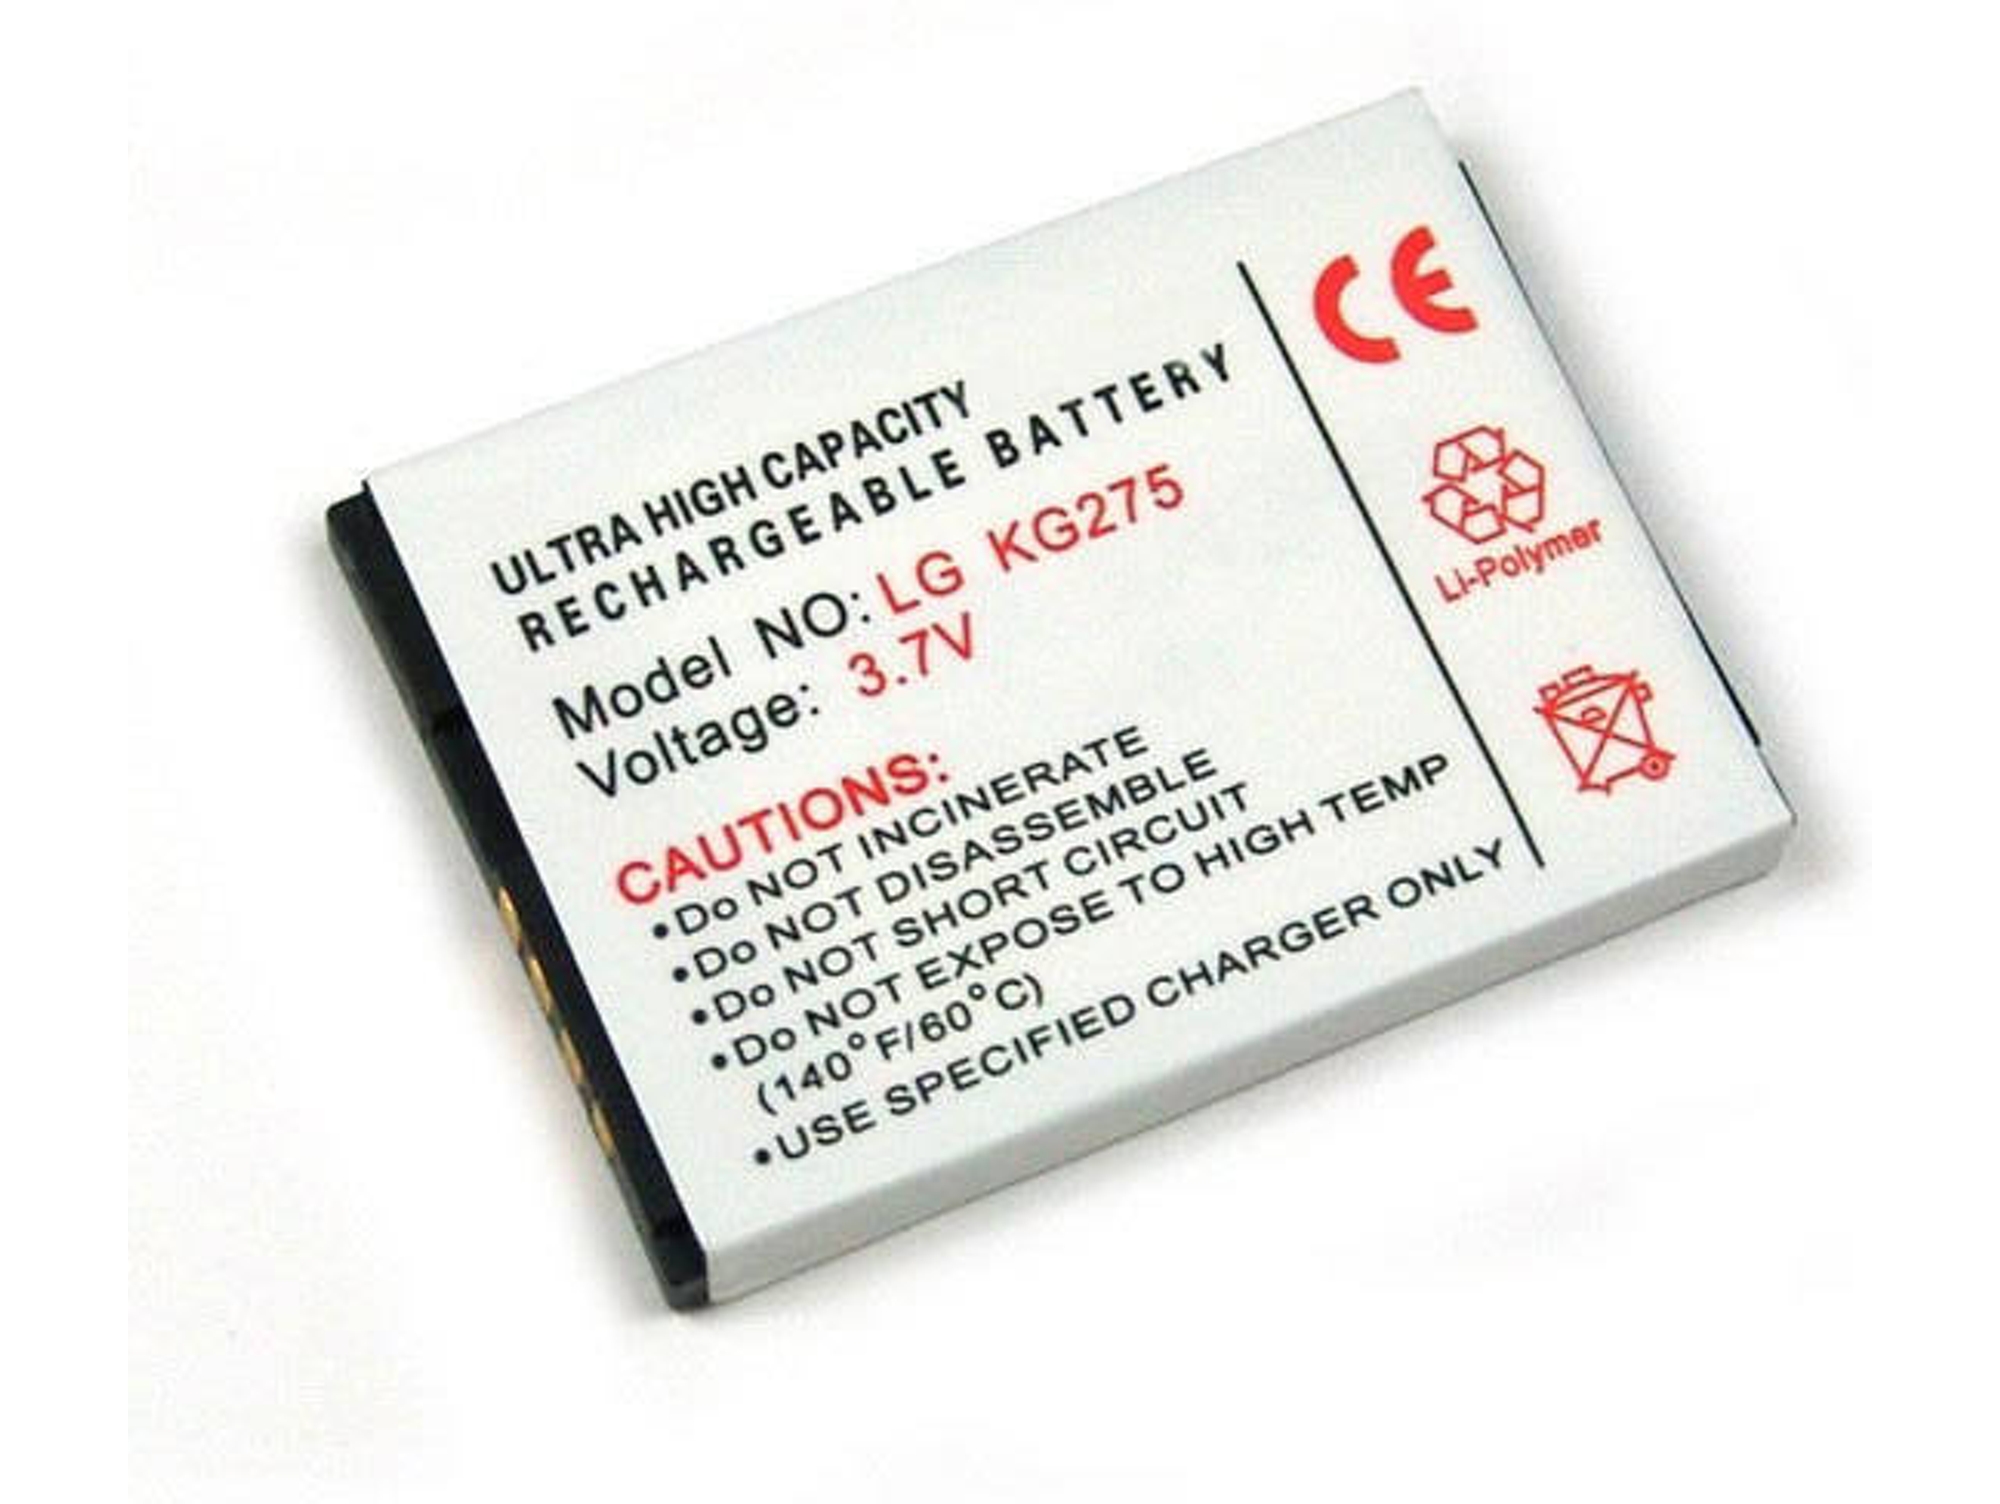 ULTRA HIGH CAPACITY
RECHARGEABLE BATTERY
Model NO: LG KG275
Voltage: 3.7V
CAUTIONS:
•Do NOT INCINERATE
•Do NOT DISASSEMBLE
•Do NOT SHORT CIRCUIT
•Do NOT EXPOSE TO HIGH TEMP
(140°F/60°C)
•USE SPECIFIED CHARGER ONLY
CE
Li-Polymer